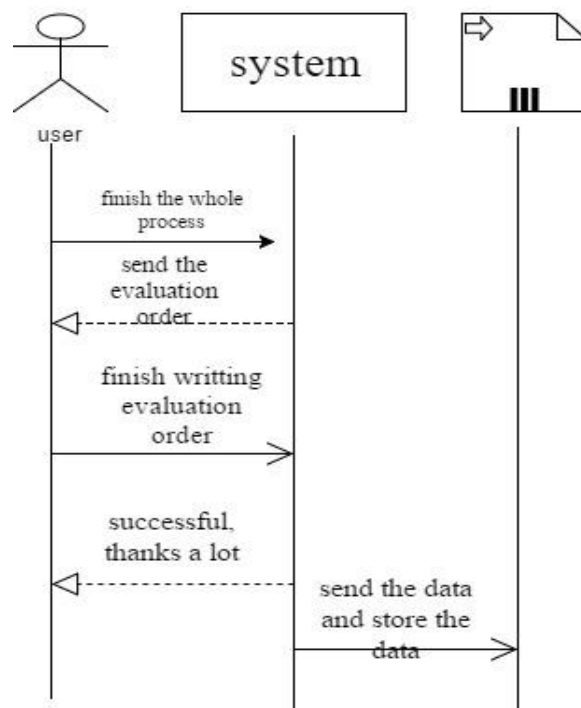 system
user
finish the whole
process
send the
evaluation
order
finish writting
evaluation
order
successful,
thanks a lot
send the data
and store the
data